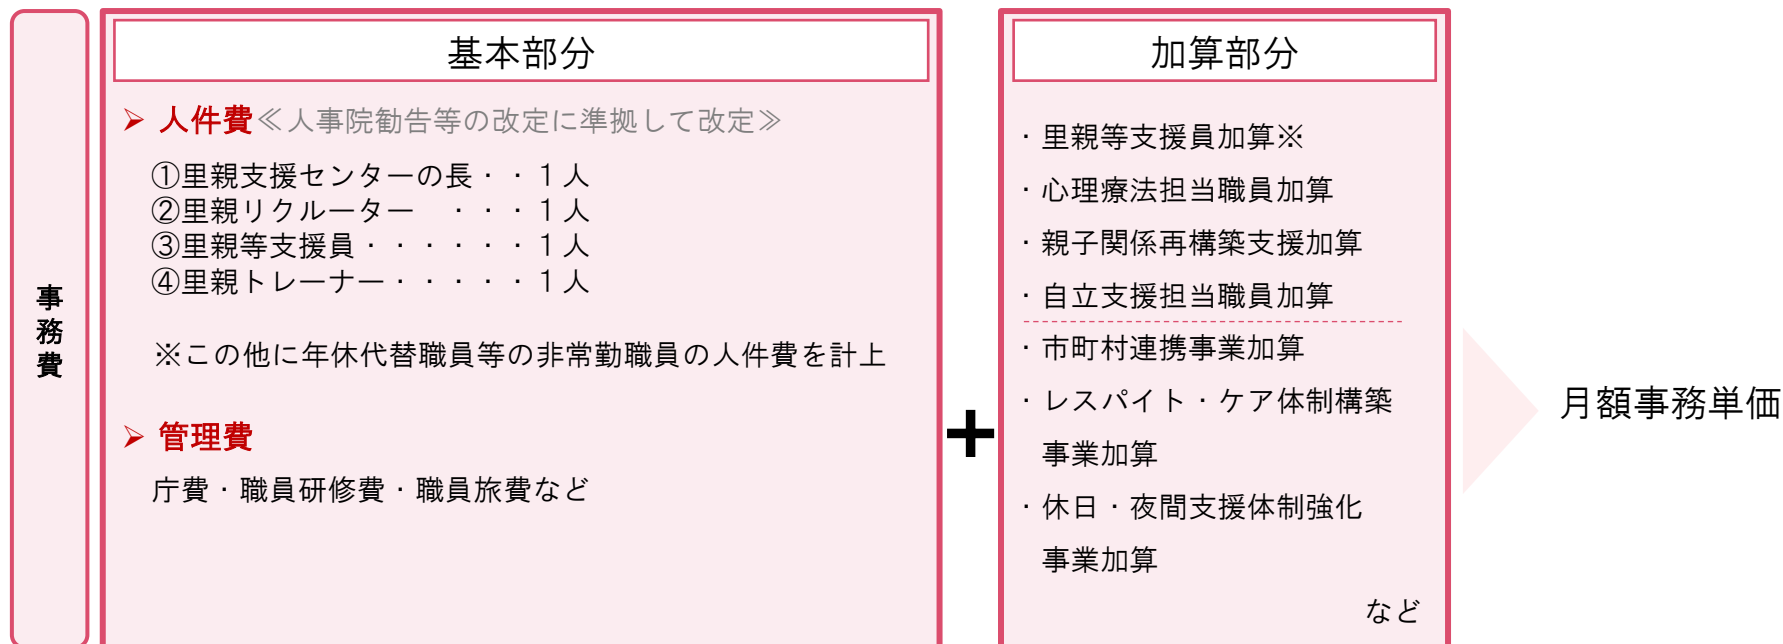 事務費
基本部分
➢ 人件費≪人事院勧告等の改定に準拠して改定≫
①里親支援センターの長・・１人
②里親リクルーター　・・・１人
③里親等支援員・・・・・・１人
④里親トレーナー・・・・・１人
※この他に年休代替職員等の非常勤職員の人件費を計上
➢ 管理費
庁費・職員研修費・職員旅費など
+
加算部分
・里親等支援員加算※
・心理療法担当職員加算
・親子関係再構築支援加算
・自立支援担当職員加算
・市町村連携事業加算
・レスパイト・ケア体制構築
事業加算
・休日・夜間支援体制強化
事業加算
など
月額事務単価